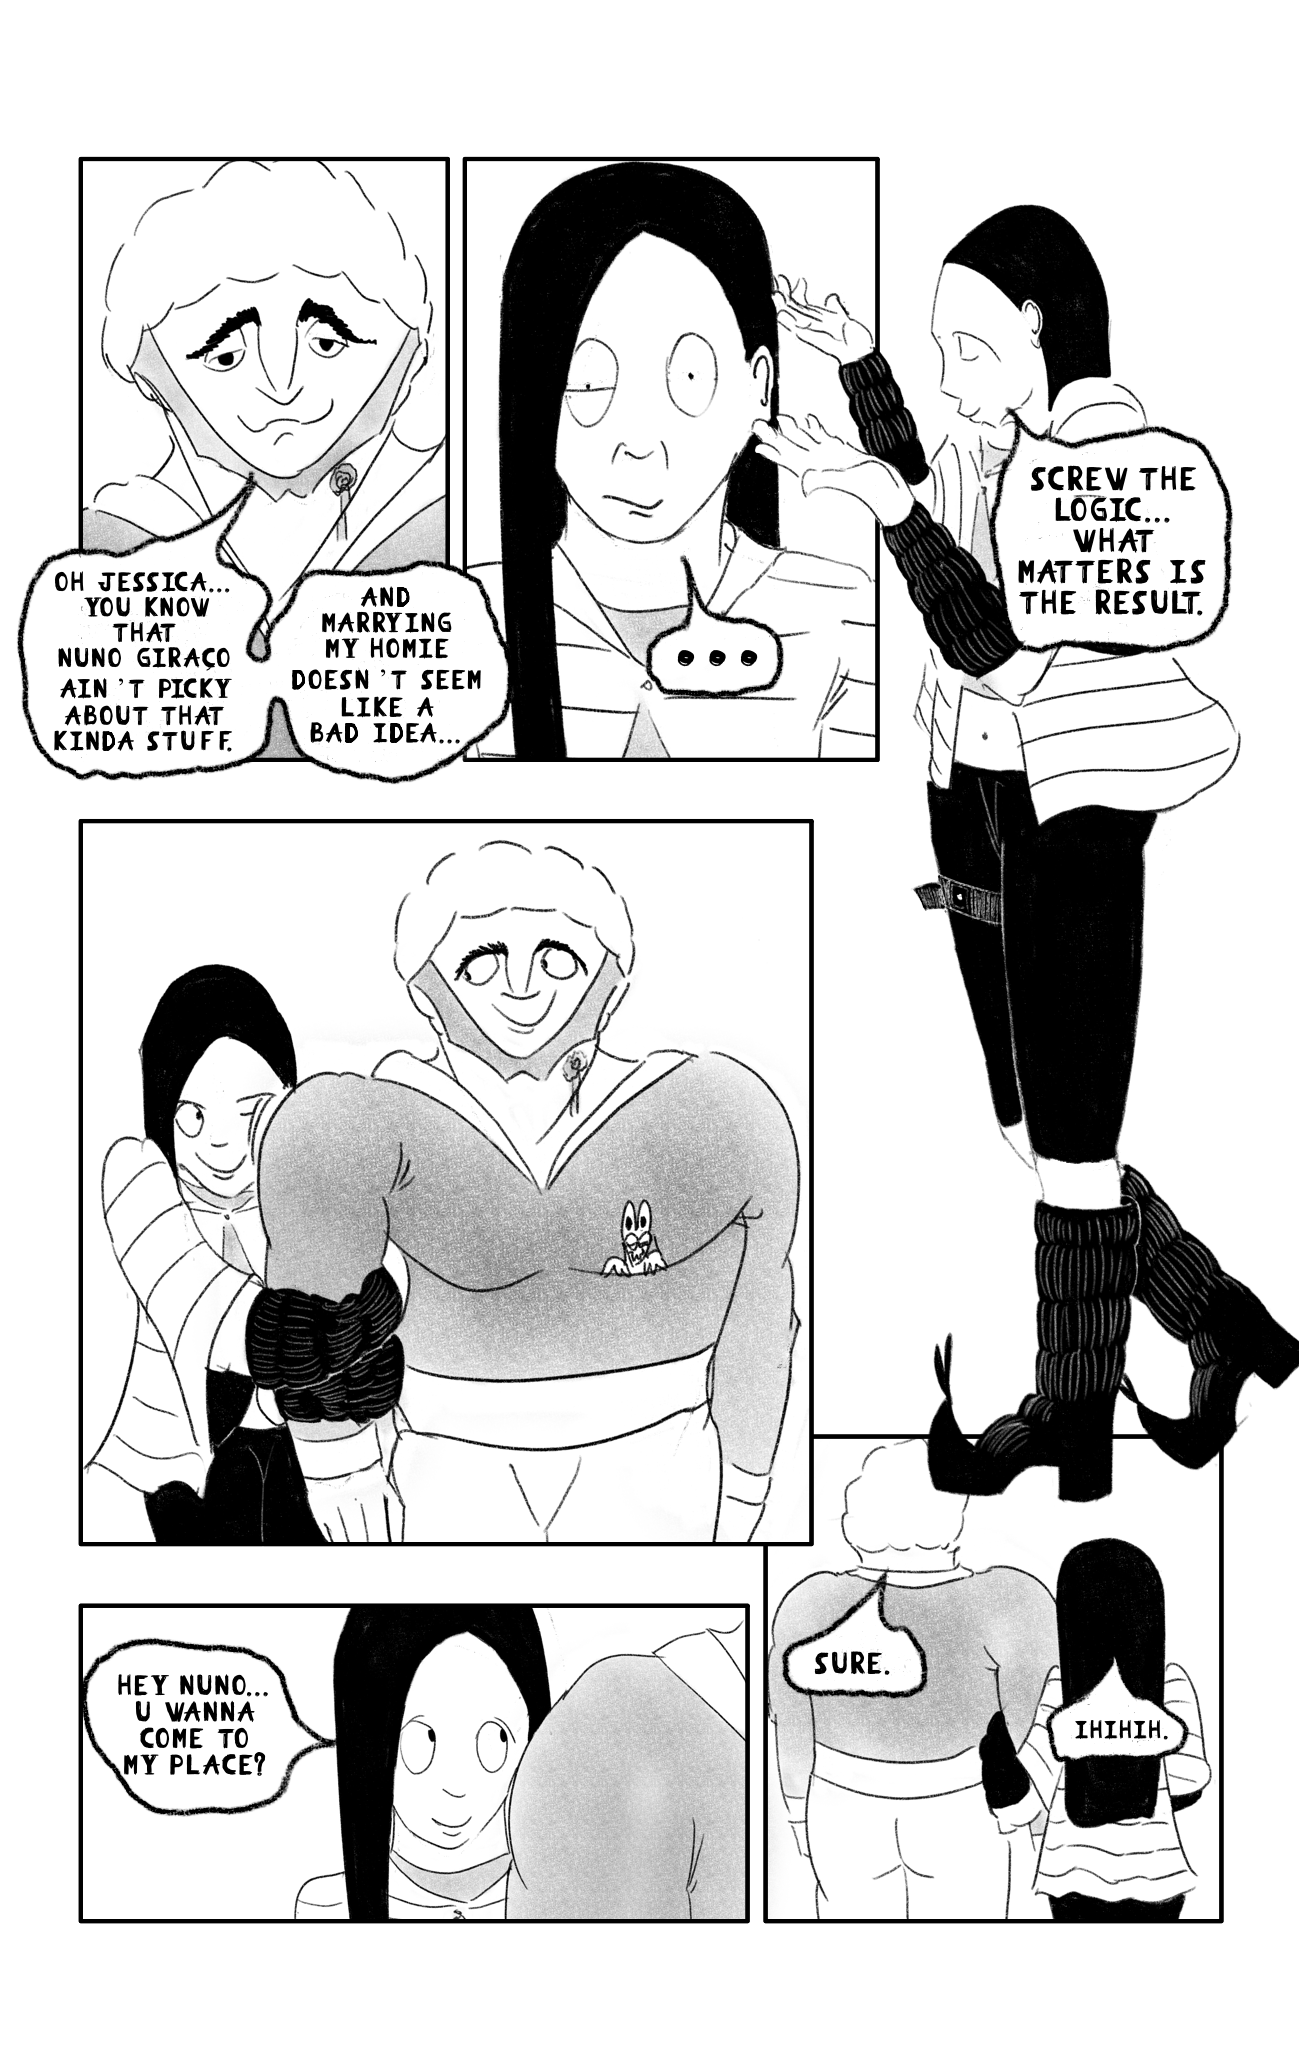 OH JESSICA...
YOU KNOW
THAT
NUNO GIRAÇO
AIN'T PICKY
ABOUT THAT
KINDA STUFF.
AND
MARRYING
MY HOMIE
DOESN'T SEEM
LIKE A
BAD IDEA...
...
SCREW THE
LOGIC...
WHAT
MATTERS IS
THE RESULT.
HEY NUNO...
U WANNA
COME TO
MY PLACE?
SURE.
IHIHIH.